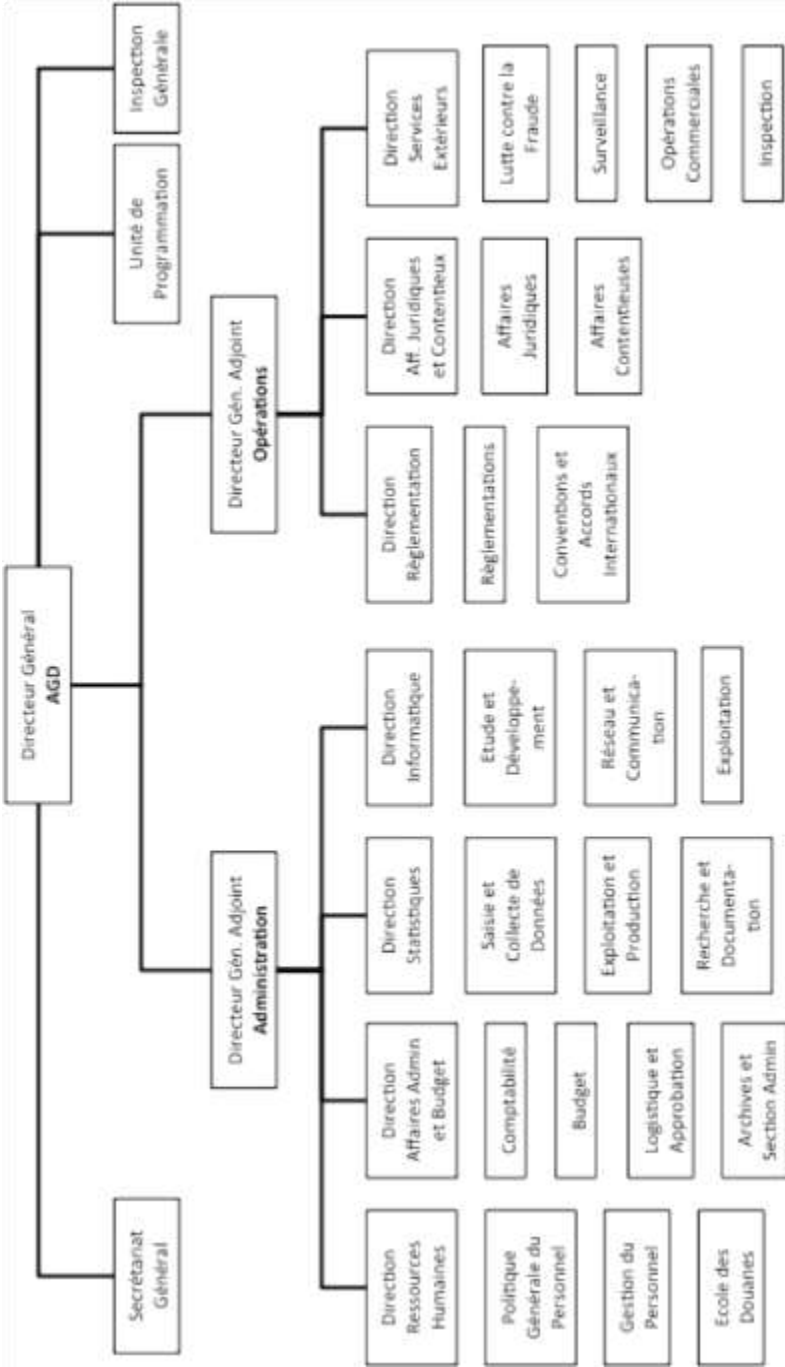 Directeur Général
AGD
Secrétariat
Général
Unité de
Programmation
Inspection
Générale
Directeur Gén. Adjoint
Administration
Directeur Gén. Adjoint
Opérations
Direction
Ressources
Humaines
Politique
Générale du
Personnel
Gestion du
Personnel
Ecole des
Douanes
Direction
Affaires Admin
et Budget
Comptabilité
Budget
Logistique et
Approbation
Archives et
Section Admin
Direction
Statistiques
Saisie et
Collecte de
Données
Exploitation et
Production
Recherche et
Documenta-
tion
Direction
Informatique
Etude et
Développe-
ment
Réseau et
Communica-
tion
Exploitation
Direction
Règlementation
Règlementations
Conventions et
Accords
Internationaux
Direction
Aff. Juridiques
et Contentieux
Affaires
Juridiques
Affaires
Contentieuses
Direction
Services
Extérieurs
Lutte contre la
Fraude
Surveillance
Opérations
Commerciales
Inspection